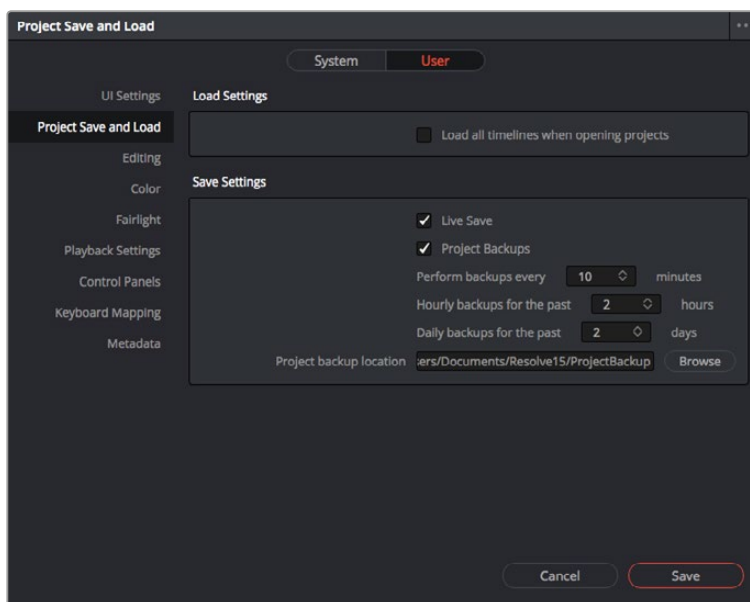 Project Save and Load
System User
UI Settings
Project Save and Load
Editing
Color
Fairlight
Playback Settings
Control Panels
Keyboard Mapping
Metadata
Load Settings
Load all timelines when opening projects
Save Settings
Live Save
Project Backups
Perform backups every 10 minutes
Hourly backups for the past 2 hours
Daily backups for the past 2 days
Project backup location ers/Documents/Resolve15/ProjectBackup Browse
Cancel Save